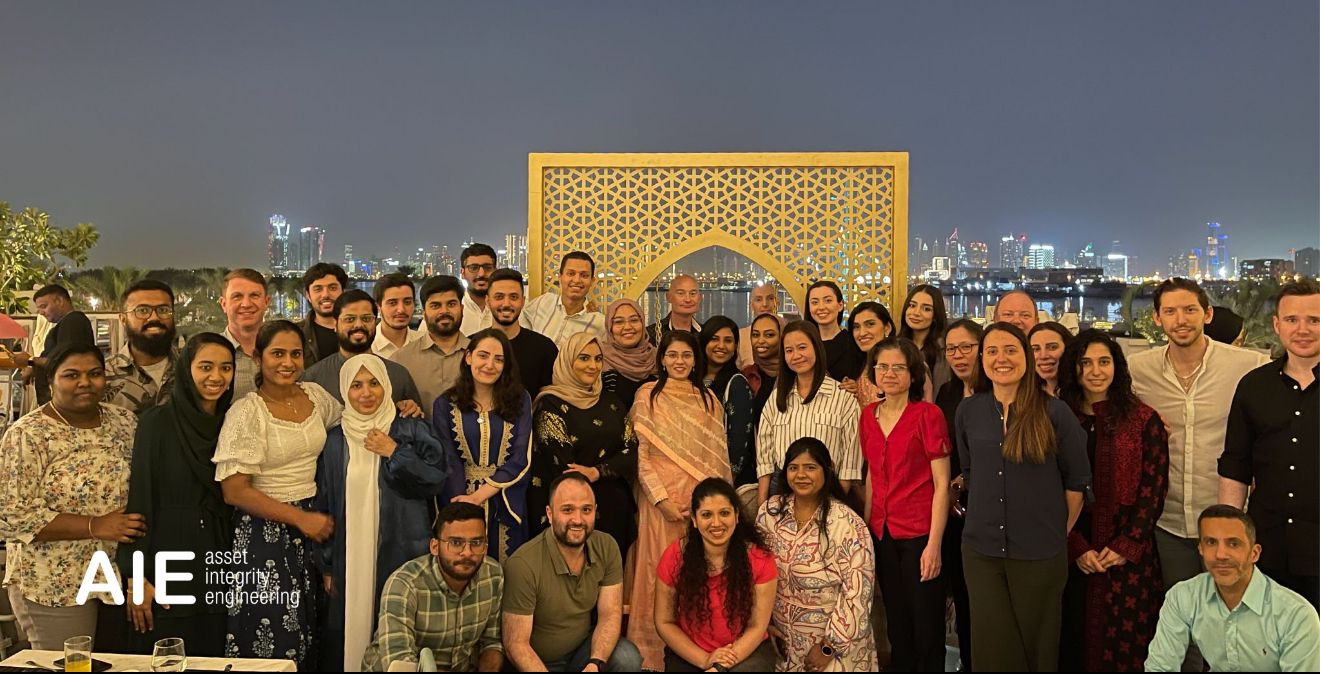 AIE
asset
integrity
engineering